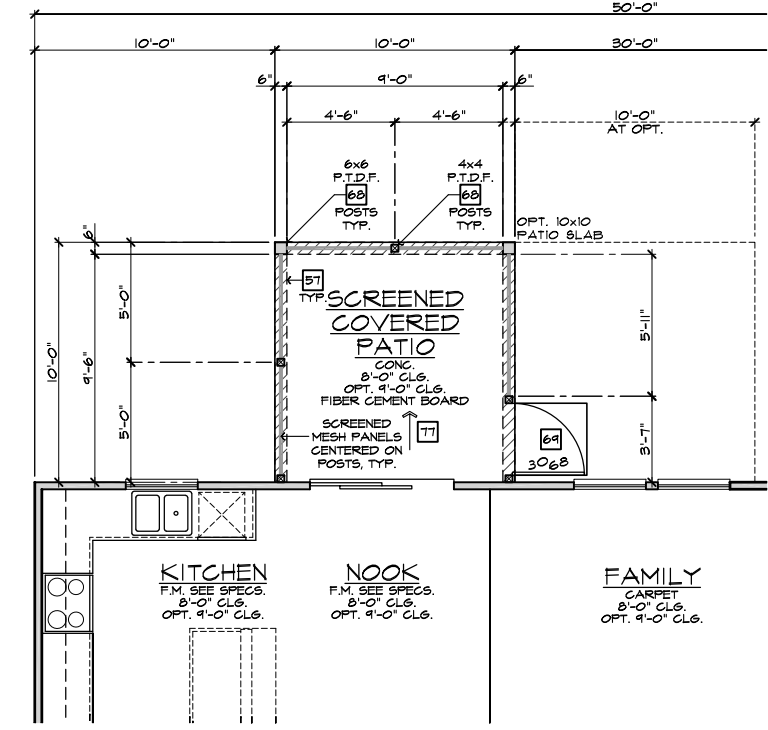 50'-0"
10'-0"
10'-0"
30'-0"
6"
9'-0"
6"
4'-6"
4'-6"
10'-0"
AT OPT.
6x6
P.T.D.F.
68
POSTS
TYP.
4x4
P.T.D.F.
68
POSTS
TYP.
OPT. 10x10
PATIO SLAB
6"
5'-0"
10'-0"
9'-6"
5'-0"
57
TYP.
SCREENED
COVERED
PATIO
CONC.
8'-0" CLG.
OPT. 9'-0" CLG.
FIBER CEMENT BOARD
SCREENED
MESH PANELS
CENTERED ON
POSTS, TYP.
77
5'-11"
3'-7"
69
3068
KITCHEN
F.M. SEE SPECS.
8'-0" CLG.
OPT. 9'-0" CLG.
NOOK
F.M. SEE SPECS.
8'-0" CLG.
OPT. 9'-0" CLG.
FAMILY
CARPET
8'-0" CLG.
OPT. 9'-0" CLG.